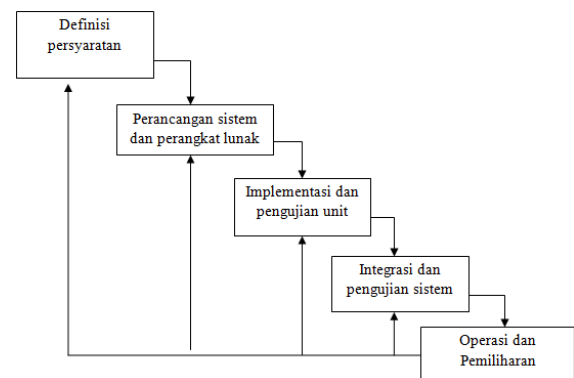 Definisi
persyaratan
Perancangan sistem
dan perangkat lunak
Implementasi dan
pengujian unit
Integrasi dan
pengujian sistem
Operasi dan
Pemiliharan